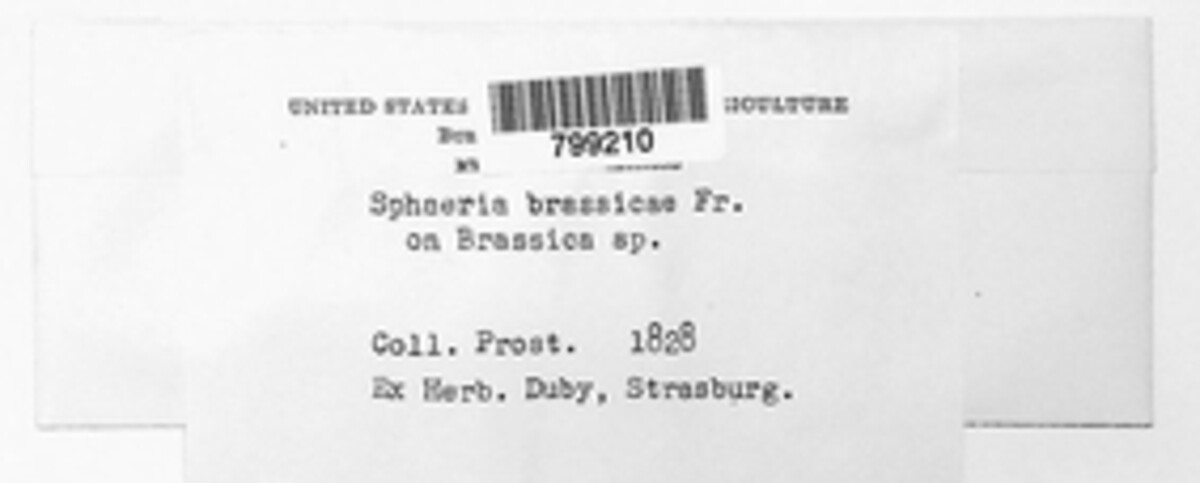 UNITED STATES
799210
Sphaeria brassicae Fr.
on Brassica sp.
Coll. Prost. 1828
Ex Herb. Duby, Strasburg.